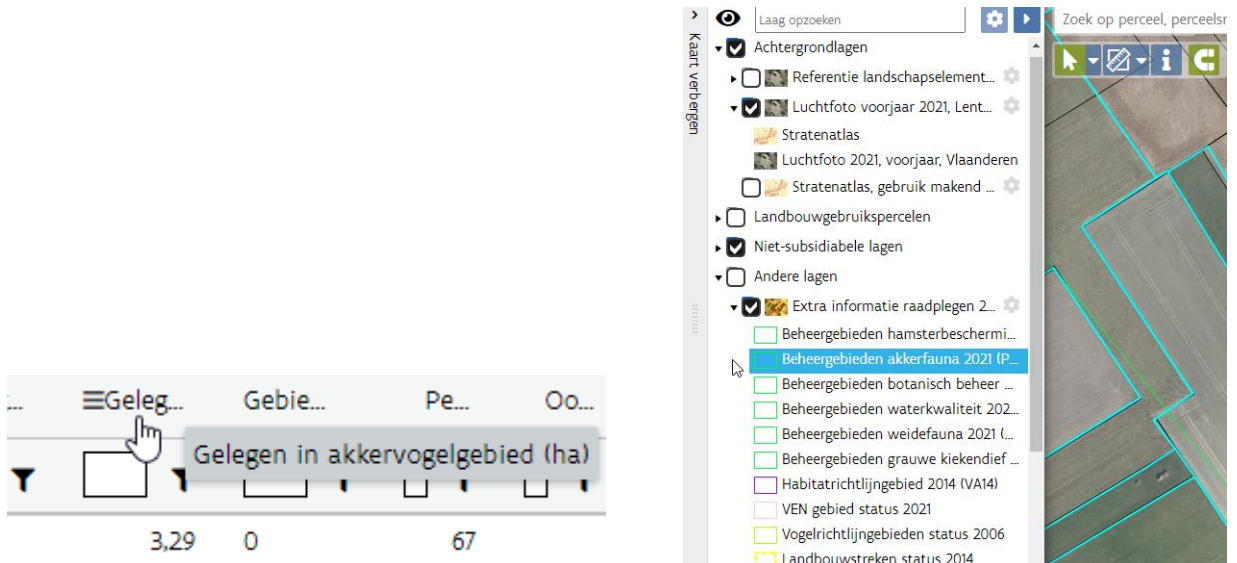 ...
Geleg...
Gebie...
Pe...
Oo...
Gelegen in akkervogelgebied (ha)
3,29
0
67
Kaart verbergen
Laag opzoeken
Zoek op perceel, perceelsr
Achtergrondlagen
Referentie landschapselement...
Luchtfoto voorjaar 2021, Lent...
Stratenatlas
Luchtfoto 2021, voorjaar, Vlaanderen
Stratenatlas, gebruik makend ...
Landbouwgebruikspercelen
Niet-subsidiabele lagen
Andere lagen
Extra informatie raadplegen 2...
Beheergebieden hamsterbeschermi...
Beheergebieden akkerfauna 2021 (P...
Beheergebieden botanisch beheer ...
Beheergebieden waterkwaliteit 202...
Beheergebieden weidefauna 2021 (...
Beheergebieden grauwe kiekendief ...
Habitatrichtlijngebied 2014 (VA14)
VEN gebied status 2021
Vogelrichtlijngebieden status 2006
Landbouwstreken status 2014